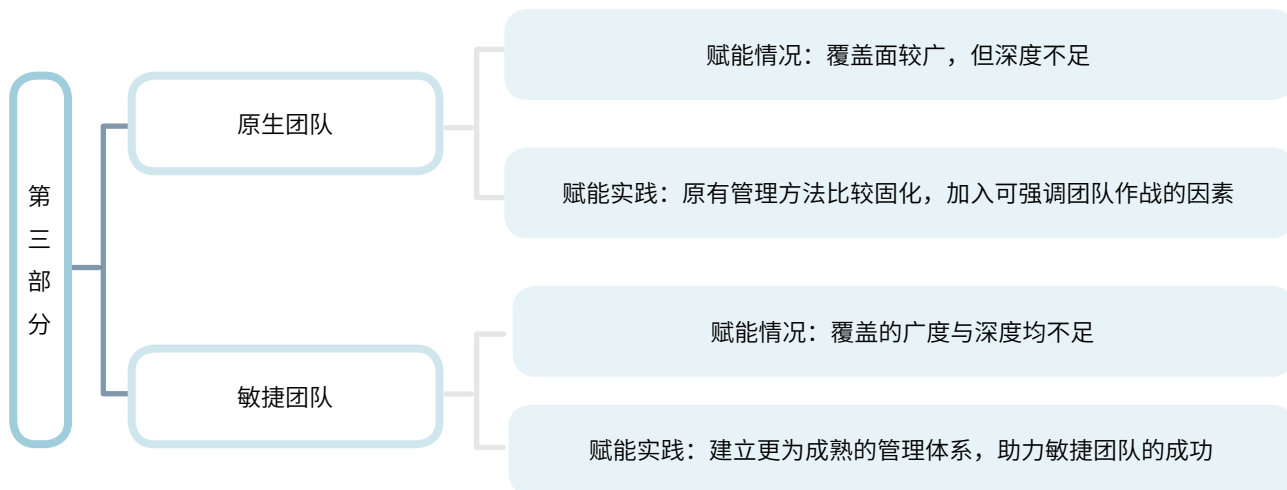 第三部分
原生团队
赋能情况：覆盖面较广，但深度不足
赋能实践：原有管理方法比较固化，加入可强调团队作战的因素
敏捷团队
赋能情况：覆盖的广度与深度均不足
赋能实践：建立更为成熟的管理体系，助力敏捷团队的成功